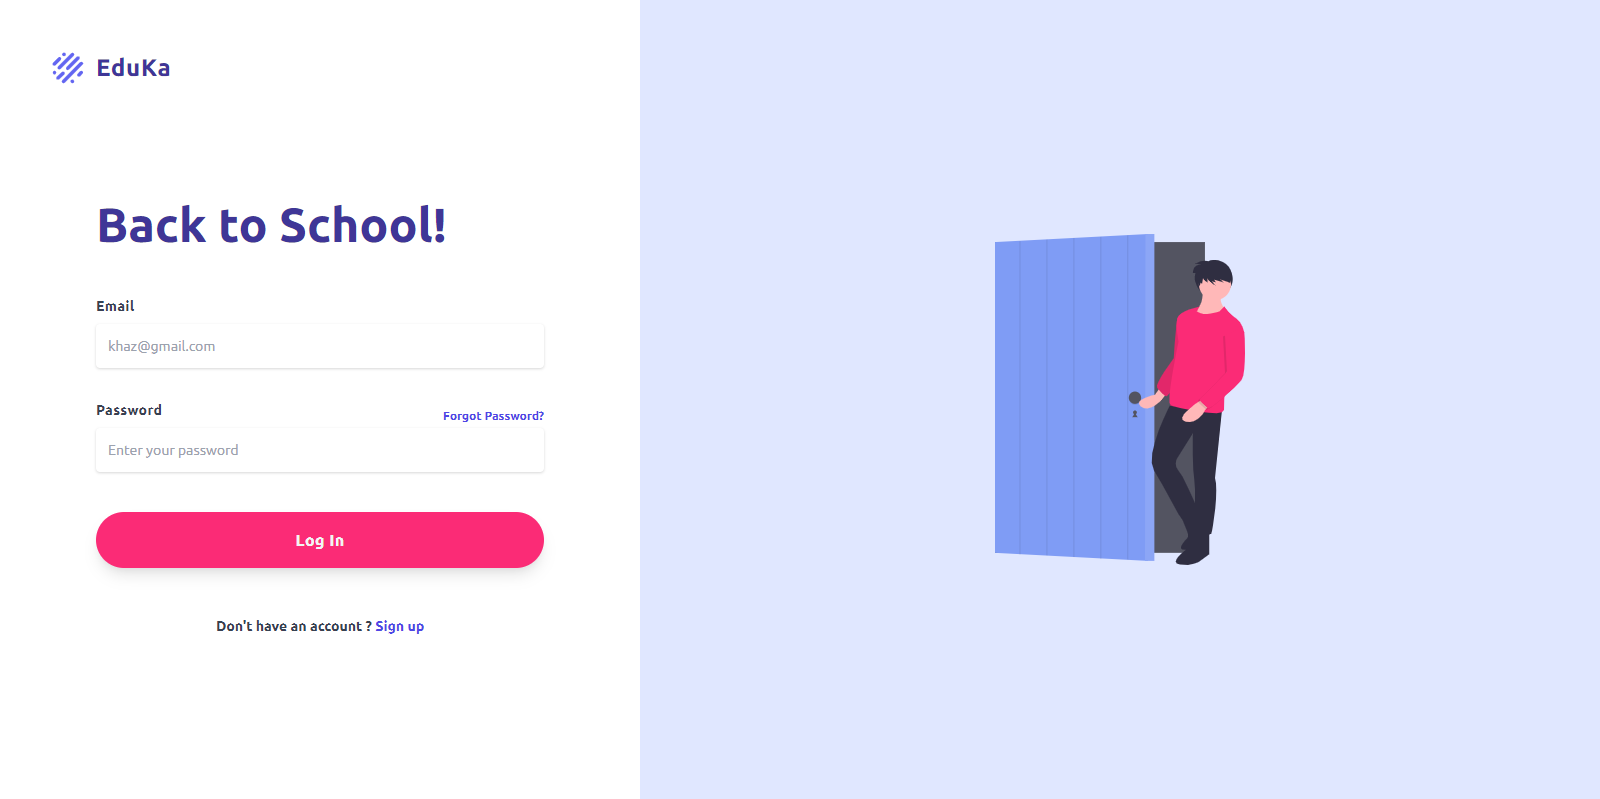 EduKa
Back to School!
Email
khaz@gmail.com
Password
Forgot Password?
Enter your password
Log In
Don't have an account ? Sign up